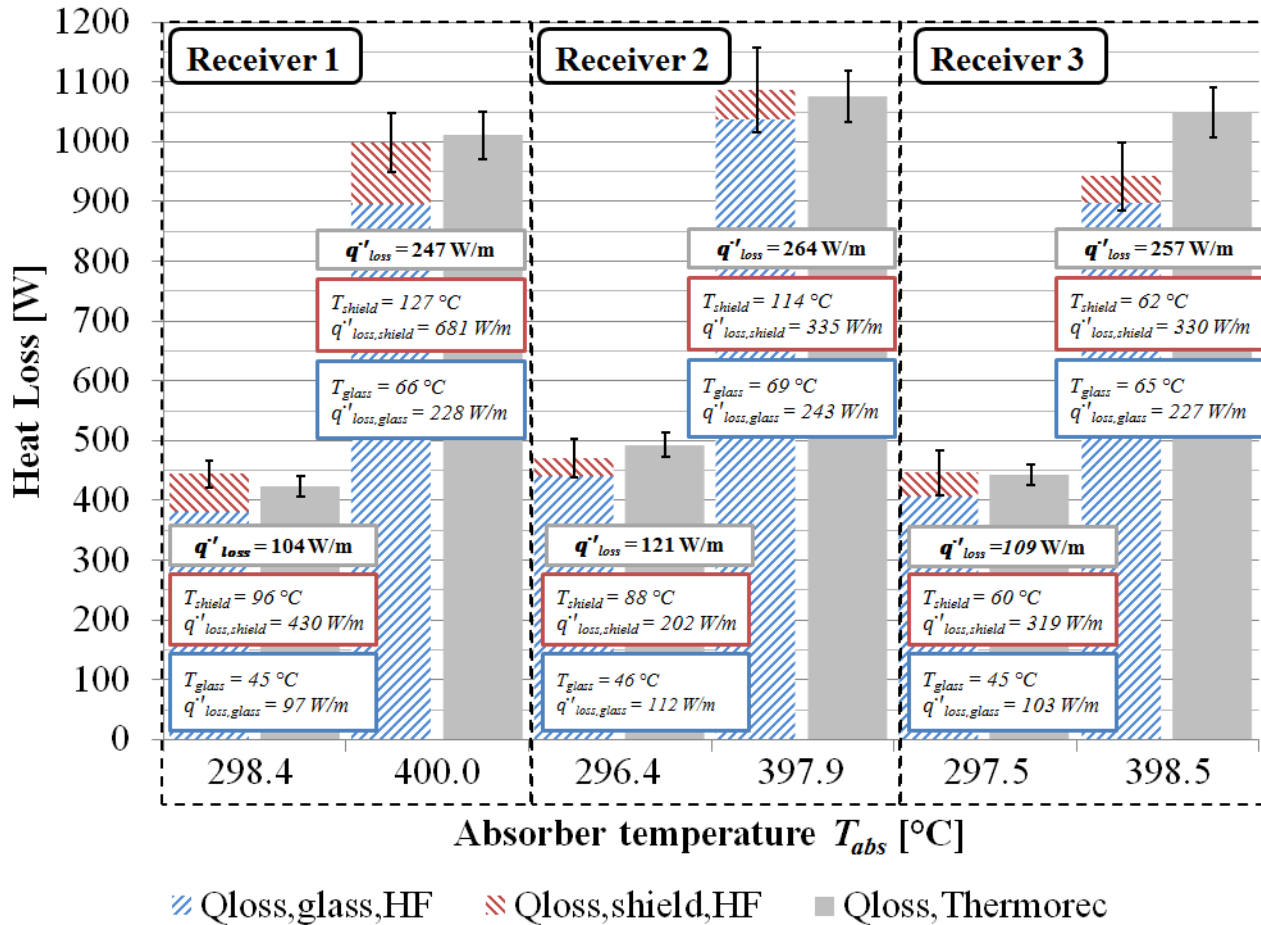 Heat Loss [W]
1200
1100
1000
900
800
700
600
500
400
300
200
100
0
Receiver 1
Receiver 2
Receiver 3
q̇'loss = 247 W/m
Tshield = 127 °C
q̇'loss,shield = 681 W/m
Tglass = 66 °C
q̇'loss,glass = 228 W/m
q̇'loss = 264 W/m
Tshield = 114 °C
q̇'loss,shield = 335 W/m
Tglass = 69 °C
q̇'loss,glass = 243 W/m
q̇'loss = 257 W/m
Tshield = 62 °C
q̇'loss,shield = 330 W/m
Tglass = 65 °C
q̇'loss,glass = 227 W/m
q̇'loss = 104 W/m
Tshield = 96 °C
q̇'loss,shield = 430 W/m
Tglass = 45 °C
q̇'loss,glass = 97 W/m
q̇'loss = 121 W/m
Tshield = 88 °C
q̇'loss,shield = 202 W/m
Tglass = 46 °C
q̇'loss,glass = 112 W/m
q̇'loss = 109 W/m
Tshield = 60 °C
q̇'loss,shield = 319 W/m
Tglass = 45 °C
q̇'loss,glass = 103 W/m
298.4 400.0 296.4 397.9 297.5 398.5
Absorber temperature Tabs [°C]
Qloss,glass,HF Qloss,shield,HF Qloss,Thermorec